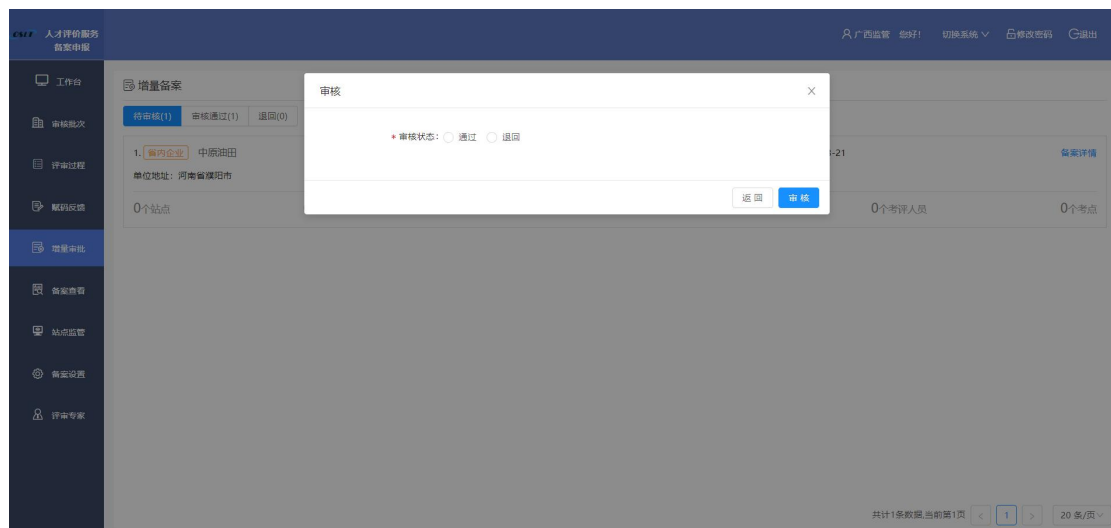 人才评价服务
备案申报
广西监管 您好!
切换系统
修改密码
退出
工作台
审核批次
评审过程
赋码反馈
增量审批
备案查看
站点监管
备案设置
评审专家
增量备案
待审核(1) 审核通过(1) 退回(0)
1. 省内企业 中原油田
-21
备案详情
单位地址: 河南省濮阳市
0个站点
0个考评人员
0个考点
审核
* 审核状态: 通过 退回
返 回 审 核
共计1条数据,当前第1页 < 1 > 20 条/页